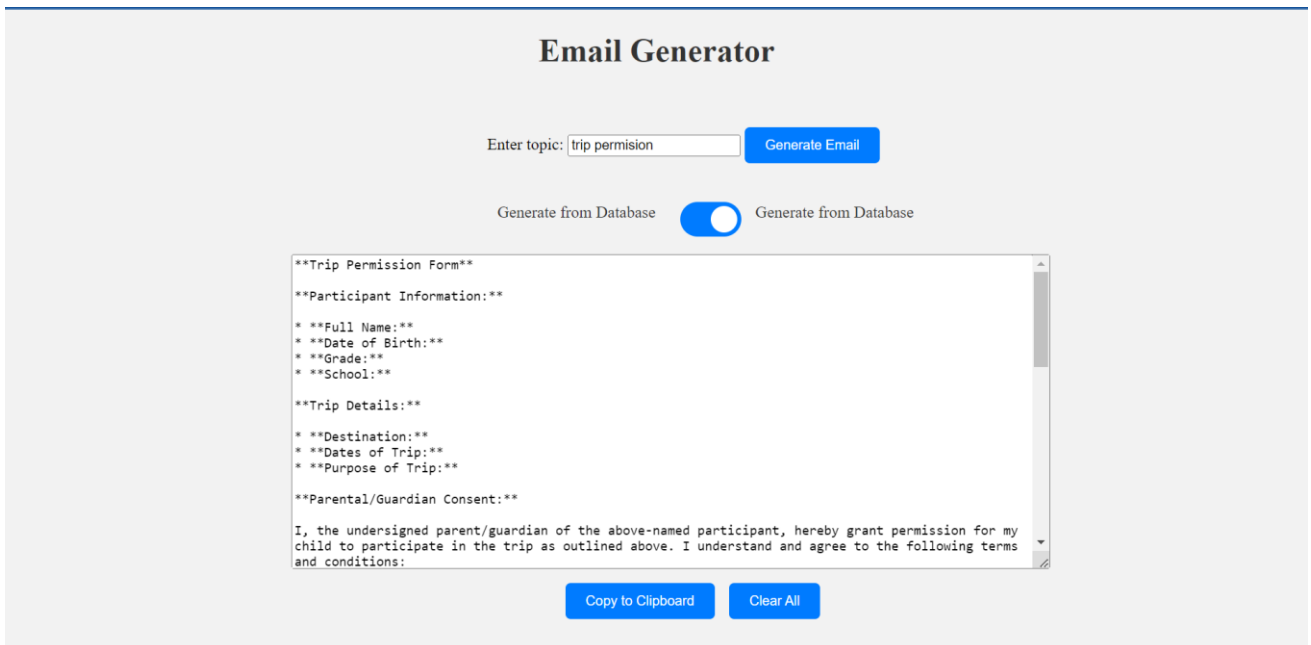 Email Generator
Enter topic: trip permision Generate Email
Generate from Database Generate from Database
**Trip Permission Form**
**Participant Information:**
* **Full Name:**
* **Date of Birth:**
* **Grade:**
* **School:**
**Trip Details:**
* **Destination:**
* **Dates of Trip:**
* **Purpose of Trip:**
**Parental/Guardian Consent:**
I, the undersigned parent/guardian of the above-named participant, hereby grant permission for my
child to participate in the trip as outlined above. I understand and agree to the following terms
and conditions:
Copy to Clipboard Clear All